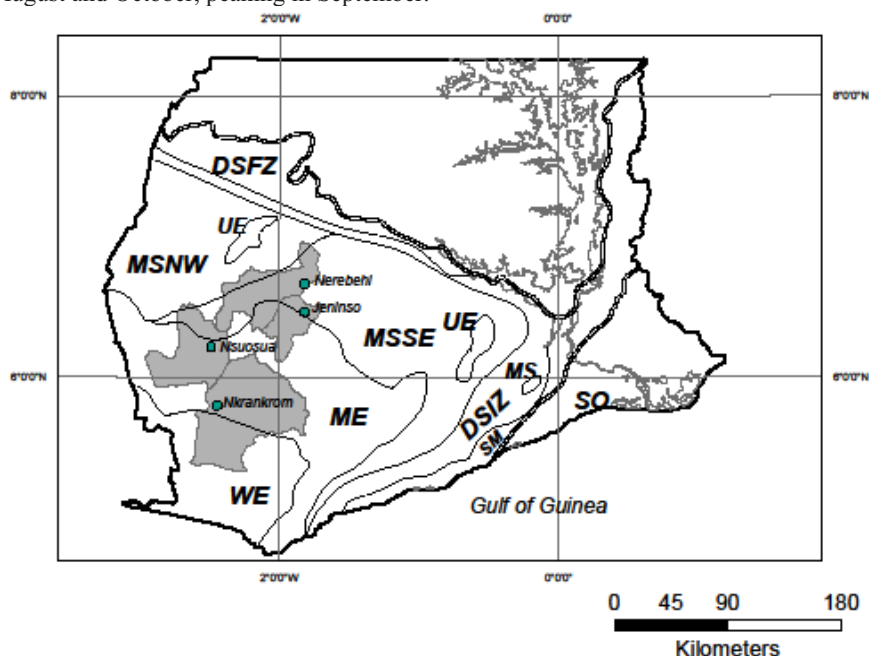 August and October, peaking in September.
2°0'0"W 0°0'0"
8°0'0"N 8°0'0"N
DSFZ
UE
MSNW
Nerebehi
Jeninso
MSSE UE
Nsuosua
MS
6°0'0"N 6°0'0"N
Nkrankrom
ME DSIZ SO
SM
WE
Gulf of Guinea
2°0'0"W 0°0'0"
0 45 90 180
Kilometers